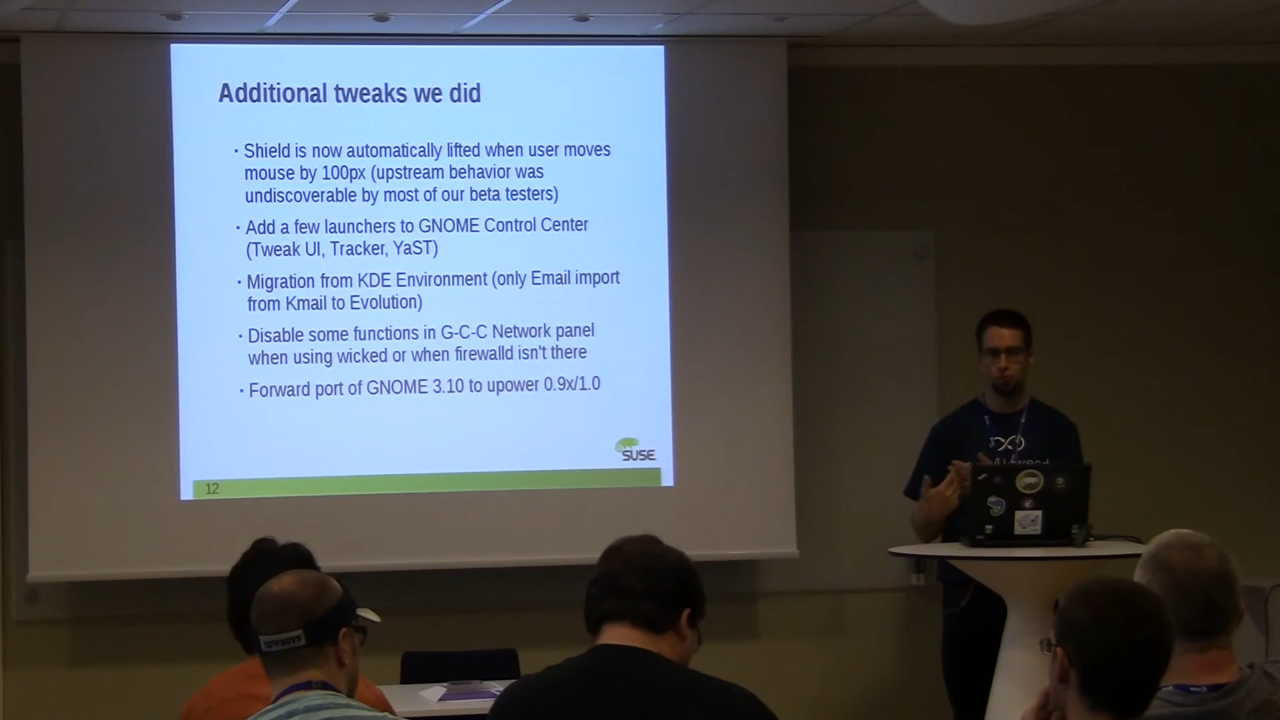 Additional tweaks we did
· Shield is now automatically lifted when user moves
mouse by 100px (upstream behavior was
undiscoverable by most of our beta testers)
· Add a few launchers to GNOME Control Center
(Tweak UI, Tracker, YaST)
· Migration from KDE Environment (only Email import
from Kmail to Evolution)
· Disable some functions in G-C-C Network panel
when using wicked or when firewalld isn't there
· Forward port of GNOME 3.10 to upower 0.9x/1.0
SUSE
12